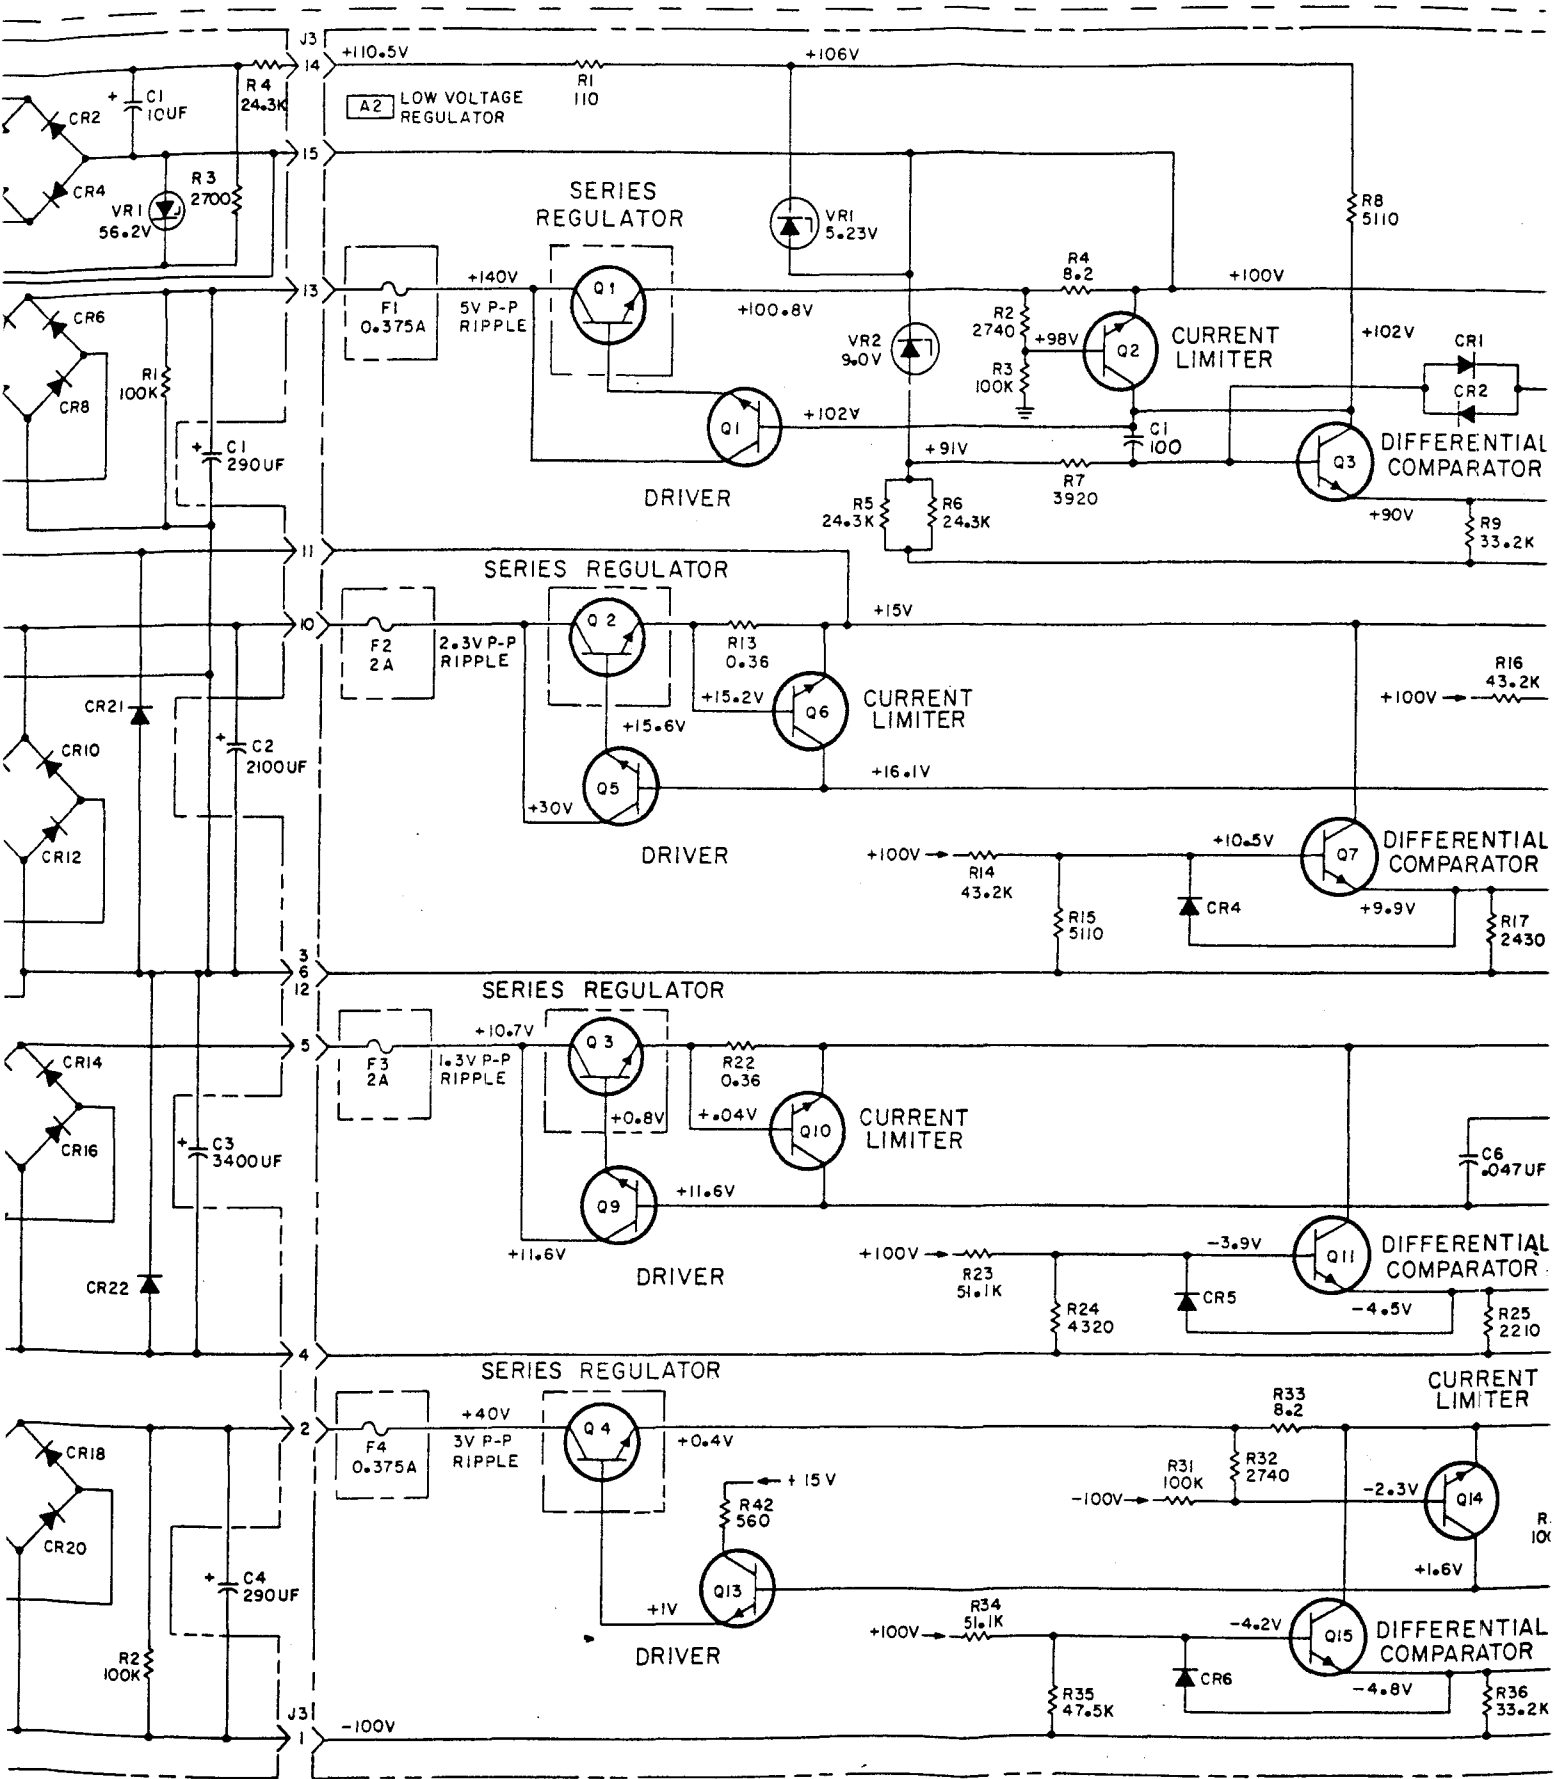 J3
14
+110.5V
+106V
R4
24.3K
R1
110
+
C1
10UF
CR2
A2
LOW VOLTAGE
REGULATOR
15
CR4
R3
2700
VR1
56.2V
SERIES
REGULATOR
VR1
5.23V
R8
5110
13
F1
0.375A
+140V
5V P-P
RIPPLE
Q1
+100.8V
R4
8.2
+100V
CR6
R2
2740
+98V
Q2
CURRENT
LIMITER
+102V
CR1
CR2
VR2
9.0V
R3
100K
R1
100K
CR8
Q1
+102V
C1
100
+
C1
290UF
+91V
R7
3920
Q3
DIFFERENTIAL
COMPARATOR
DRIVER
R5
24.3K
R6
24.3K
+90V
R9
33.2K
11
SERIES REGULATOR
10
F2
2A
2.3V P-P
RIPPLE
Q2
R13
0.36
+15V
R16
43.2K
+100V
+15.2V
Q6
CURRENT
LIMITER
CR21
+15.6V
+
C2
2100UF
CR10
Q5
+16.1V
+30V
CR12
DRIVER
+100V
R14
43.2K
+10.5V
Q7
DIFFERENTIAL
COMPARATOR
R15
5110
CR4
+9.9V
R17
2430
3
6
12
SERIES REGULATOR
5
F3
2A
+10.7V
1.3V P-P
RIPPLE
Q3
R22
0.36
CR14
+0.8V
+.04V
Q10
CURRENT
LIMITER
CR16
+
C3
3400UF
C6
.047UF
Q9
+11.6V
+11.6V
DRIVER
+100V
R23
51.1K
-3.9V
Q11
DIFFERENTIAL
COMPARATOR
CR22
R24
4320
CR5
-4.5V
R25
2210
4
SERIES REGULATOR
CURRENT
LIMITER
2
F4
0.375A
+40V
3V P-P
RIPPLE
Q4
+0.4V
R33
8.2
CR18
R32
2740
R31
100K
-100V
-2.3V
Q14
+15V
R42
560
CR20
+
C4
290UF
Q13
+1.6V
+1V
DRIVER
+100V
R34
51.1K
-4.2V
Q15
DIFFERENTIAL
COMPARATOR
R2
100K
R35
47.5K
CR6
-4.8V
R36
33.2K
J3
1
-100V